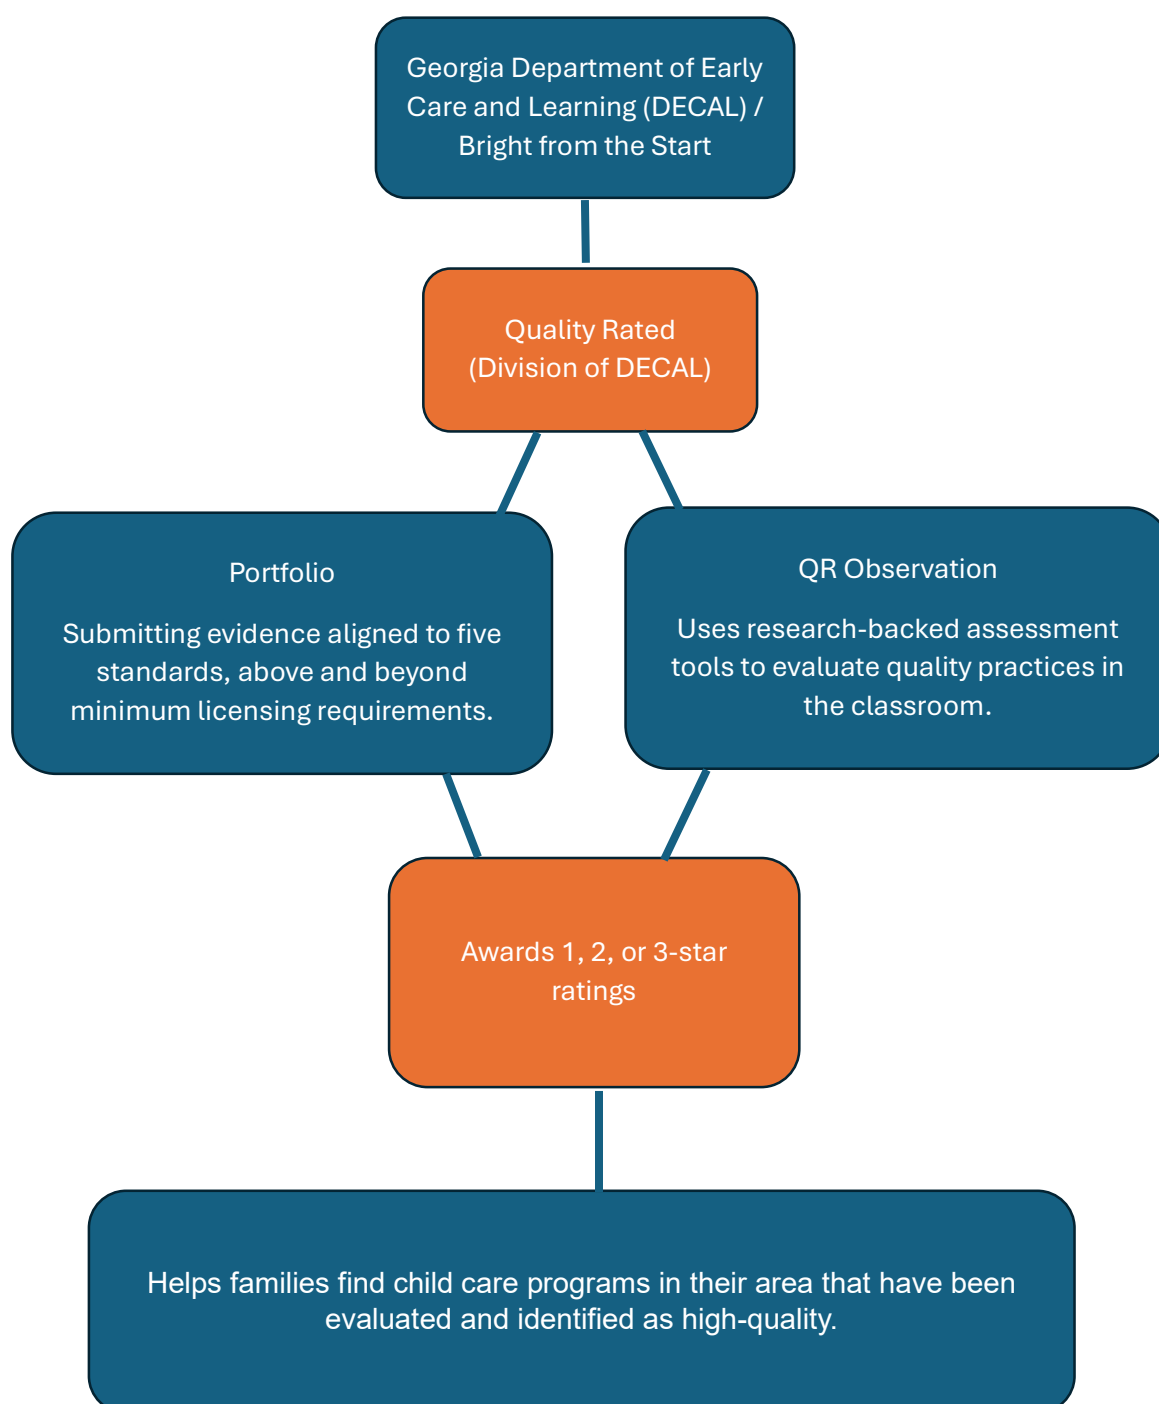 Georgia Department of Early
Care and Learning (DECAL) /
Bright from the Start
Quality Rated
(Division of DECAL)
Portfolio
Submitting evidence aligned to five
standards, above and beyond
minimum licensing requirements.
QR Observation
Uses research-backed assessment
tools to evaluate quality practices in
the classroom.
Awards 1, 2, or 3-star
ratings
Helps families find child care programs in their area that have been
evaluated and identified as high-quality.